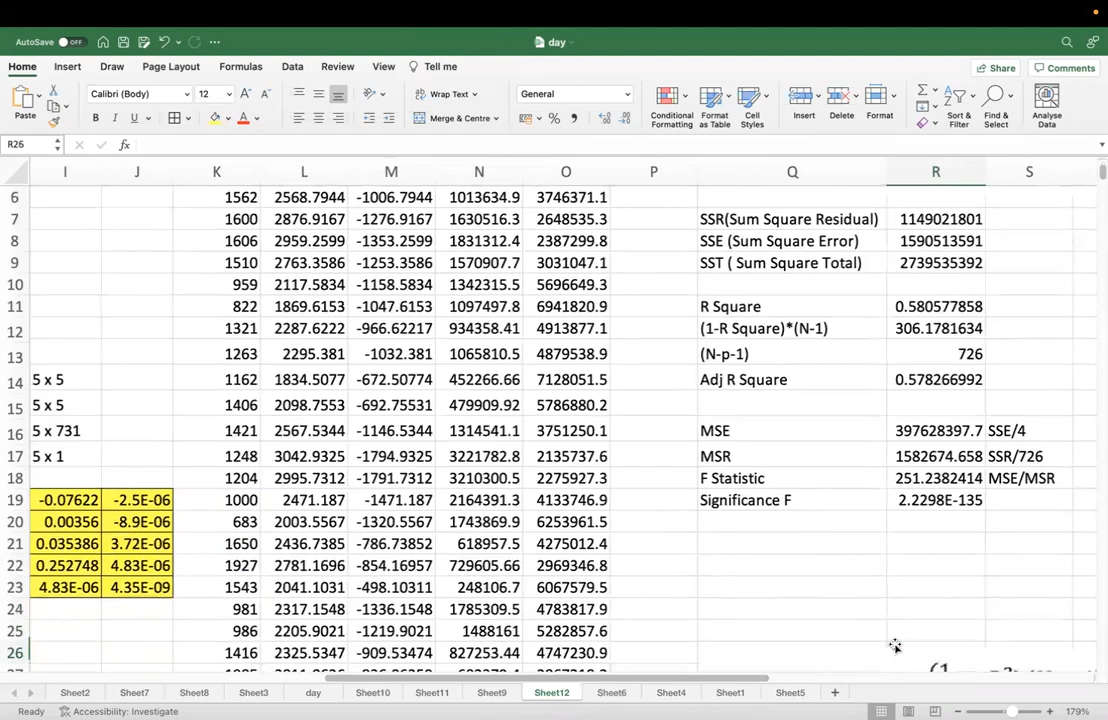 AutoSave OFF day
Home Insert Draw Page Layout Formulas Data Review View Tell me Share Comments
Paste Calibri (Body) 12 A A Wrap Text General
B I U A Merge & Centre % Conditional Formatting Format as Table Cell Styles Insert Delete Format Sort & Filter Find & Select Analyse Data
R26 fx
I J K L M N O P Q R S
6 1562 2568.7944 -1006.7944 1013634.9 3746371.1
7 1600 2876.9167 -1276.9167 1630516.3 2648535.3 SSR(Sum Square Residual) 1149021801
8 1606 2959.2599 -1353.2599 1831312.4 2387299.8 SSE (Sum Square Error) 1590513591
9 1510 2763.3586 -1253.3586 1570907.7 3031047.1 SST ( Sum Square Total) 2739535392
10 959 2117.5834 -1158.5834 1342315.5 5696649.3
11 822 1869.6153 -1047.6153 1097497.8 6941820.9 R Square 0.580577858
12 1321 2287.6222 -966.62217 934358.41 4913877.1 (1-R Square)*(N-1) 306.1781634
13 1263 2295.381 -1032.381 1065810.5 4879538.9 (N-p-1) 726
14 5 x 5 1162 1834.5077 -672.50774 452266.66 7128051.5 Adj R Square 0.578266992
15 5 x 5 1406 2098.7553 -692.75531 479909.92 5786880.2
16 5 x 731 1421 2567.5344 -1146.5344 1314541.1 3751250.1 MSE 397628397.7 SSE/4
17 5 x 1 1248 3042.9325 -1794.9325 3221782.8 2135737.6 MSR 1582674.658 SSR/726
18 1204 2995.7312 -1791.7312 3210300.5 2275927.3 F Statistic 251.2382414 MSE/MSR
19 -0.07622 -2.5E-06 1000 2471.187 -1471.187 2164391.3 4133746.9 Significance F 2.2298E-135
20 0.00356 -8.9E-06 683 2003.5567 -1320.5567 1743869.9 6253961.5
21 0.035386 3.72E-06 1650 2436.7385 -786.73852 618957.5 4275012.4
22 0.252748 4.83E-06 1927 2781.1696 -854.16957 729605.66 2969346.8
23 4.83E-06 4.35E-09 1543 2041.1031 -498.10311 248106.7 6067579.5
24 981 2317.1548 -1336.1548 1785309.5 4783817.9
25 986 2205.9021 -1219.9021 1488161 5282857.6
26 1416 2325.5347 -909.53474 827253.44 4747230.9
Sheet2 Sheet7 Sheet8 Sheet3 day Sheet10 Sheet11 Sheet9 Sheet12 Sheet6 Sheet4 Sheet1 Sheet5 +
Ready Accessibility: Investigate 179%